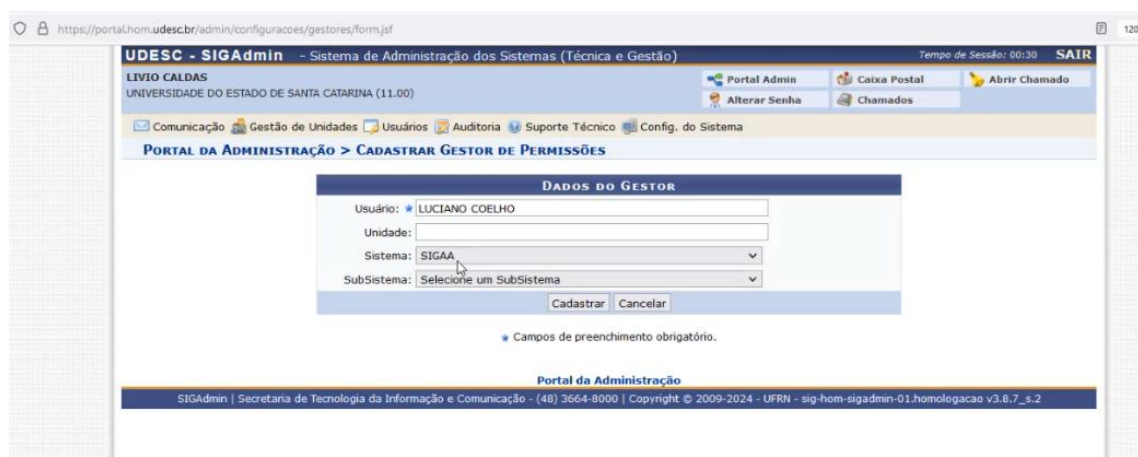 https://portal.hom.udesc.br/admin/configuracoes/gestores/form.jsf
120
UDESC - SIGAdmin - Sistema de Administração dos Sistemas (Técnica e Gestão) Tempo de Sessão: 00:30 SAIR
LIVIO CALDAS Portal Admin Caixa Postal Abrir Chamado
UNIVERSIDADE DO ESTADO DE SANTA CATARINA (11.00) Alterar Senha Chamados
Comunicação Gestão de Unidades Usuários Auditoria Suporte Técnico Config. do Sistema
PORTAL DA ADMINISTRAÇÃO > CADASTRAR GESTOR DE PERMISSÕES
DADOS DO GESTOR
Usuário: LUCIANO COELHO
Unidade:
Sistema: SIGAA
SubSistema: Selecione um SubSistema
Cadastrar Cancelar
Campos de preenchimento obrigatório.
Portal da Administração
SIGAdmin | Secretaria de Tecnologia da Informação e Comunicação - (48) 3664-8000 | Copyright © 2009-2024 - UFRN - sig-hom-sigadmin-01.homologacao v3.8.7_s.2